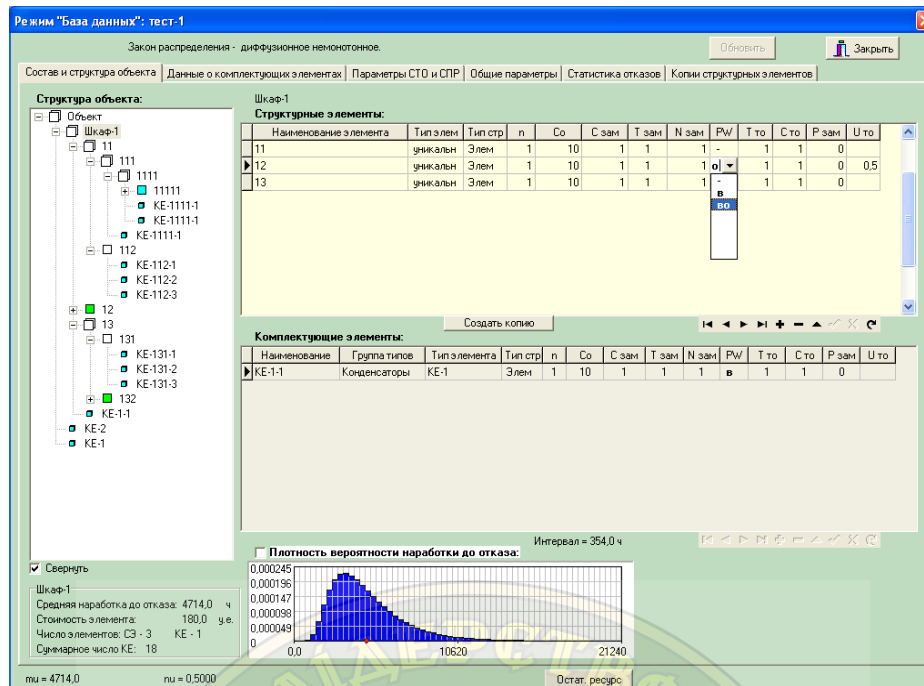 Режим "База данных": тест-1
Закон распределения - диффузионное немонотонное.
Обновить
Закрыть
Состав и структура объекта
Данные о комплектующих элементах
Параметры СТО и СПР
Общие параметры
Статистика отказов
Копии структурных элементов
Структура объекта:
Объект
Шкаф-1
11
111
1111
11111
КЕ-1111-1
КЕ-1111-1
КЕ-1111-1
112
КЕ-112-1
КЕ-112-2
КЕ-112-3
12
13
131
КЕ-131-1
КЕ-131-2
КЕ-131-3
132
КЕ-1-1
КЕ-2
КЕ-1
Свернуть
Шкаф-1
Средняя наработка до отказа: 4714,0 ч
Стоимость элемента: 180,0 у.е.
Число элементов: СЭ - 3 КЕ - 1
Суммарное число КЕ: 18
Шкаф-1
Структурные элементы:
Наименование элемента Тип элем Тип стр n Co С зам Т зам N зам PW Т то С то Р зам U то
11 уникальн Элем 1 10 1 1 1 - 1 1 0
12 уникальн Элем 1 10 1 1 1 о 1 1 0 0,5
13 уникальн Элем 1 10 1 1 1 1 1 0
-
в
во
Создать копию
Комплектующие элементы:
Наименование Группа типов Тип элемента Тип стр n Co С зам Т зам N зам PW Т то С то Р зам U то
КЕ-1-1 Конденсаторы КЕ-1 Элем 1 10 1 1 1 в 1 1 0
Интервал = 354,0 ч
Плотность вероятности наработки до отказа:
0,000245
0,000196
0,000147
0,000098
0,000049
0
0,0 10620 21240
mu = 4714,0 nu = 0,5000
Остат. ресурс